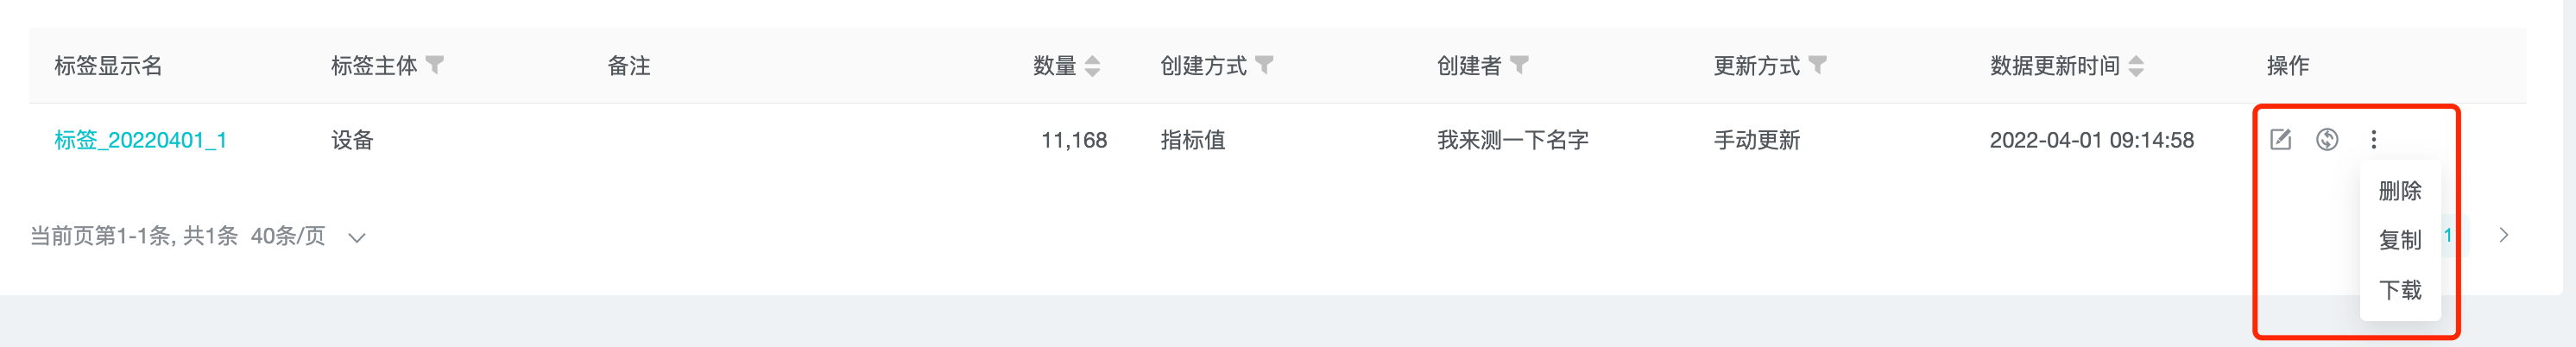 标签显示名 标签主体 备注 数量 创建方式 创建者 更新方式 数据更新时间 操作
标签_20220401_1 设备 11,168 指标值 我来测一下名字 手动更新 2022-04-01 09:14:58
删除
当前页第1-1条, 共1条 40条/页 复制 1
下载